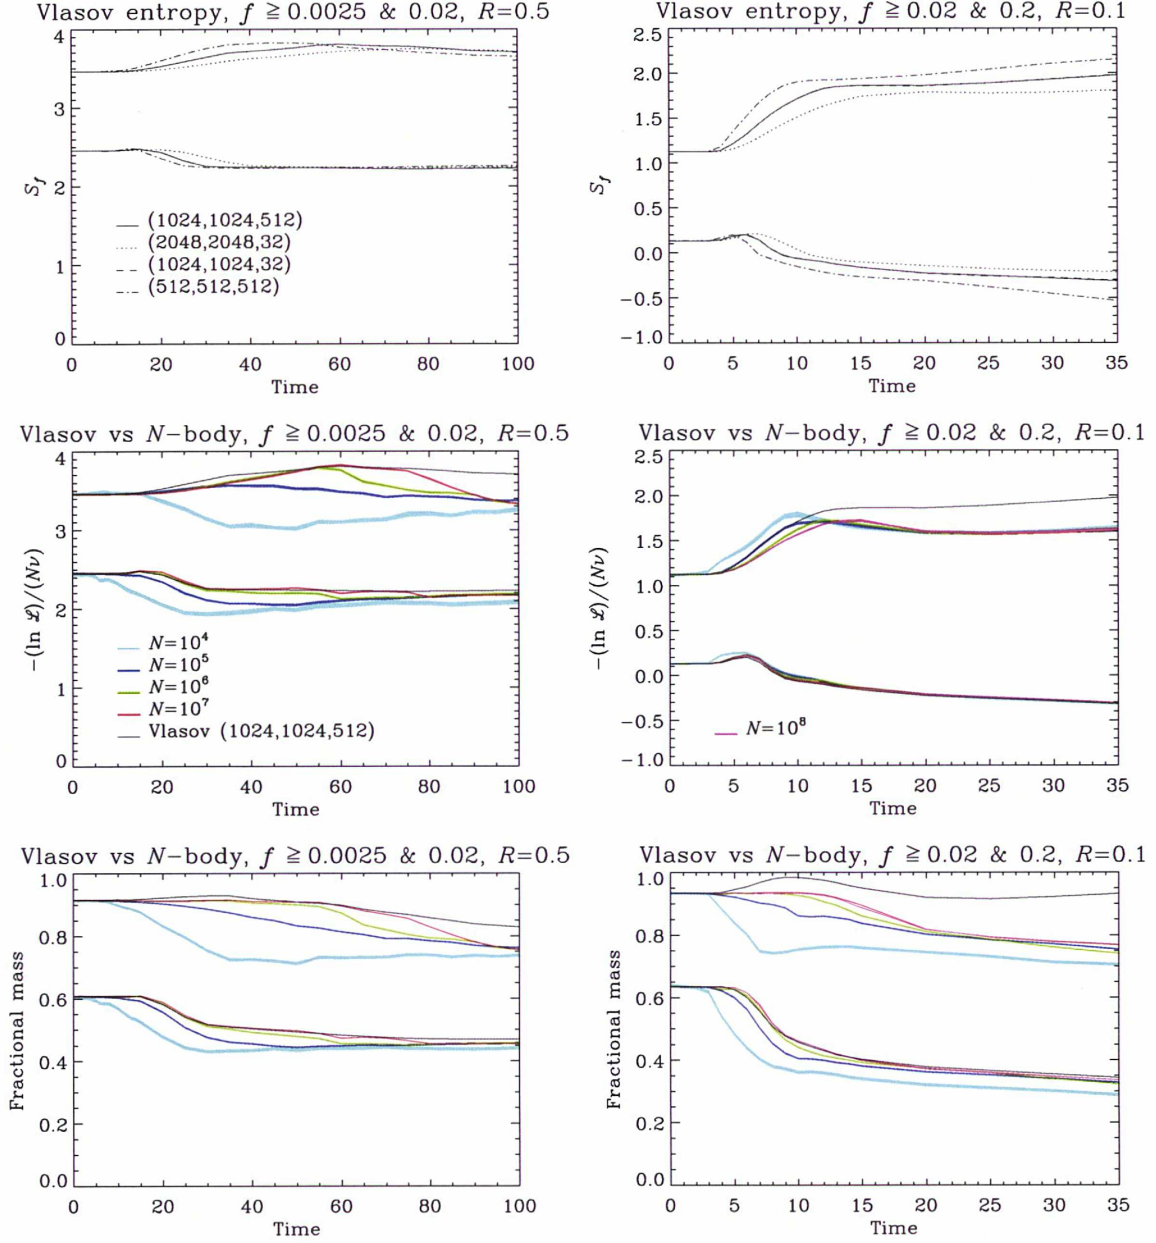 Vlasov entropy, f ≧ 0.0025 & 0.02, R=0.5
4
3
2
1
0
S_f
(1024,1024,512)
(2048,2048,32)
(1024,1024,32)
(512,512,512)
0 20 40 60 80 100
Time
Vlasov entropy, f ≧ 0.02 & 0.2, R=0.1
2.5
2.0
1.5
1.0
0.5
0.0
−0.5
−1.0
S_f
0 5 10 15 20 25 30 35
Time
Vlasov vs N−body, f ≧ 0.0025 & 0.02, R=0.5
4
3
2
1
0
−(ln ℒ)/(Nν)
N=10⁴
N=10⁵
N=10⁶
N=10⁷
Vlasov (1024,1024,512)
0 20 40 60 80 100
Time
Vlasov vs N−body, f ≧ 0.02 & 0.2, R=0.1
2.5
2.0
1.5
1.0
0.5
0.0
−0.5
−1.0
−(ln ℒ)/(Nν)
N=10⁸
0 5 10 15 20 25 30 35
Time
Vlasov vs N−body, f ≧ 0.0025 & 0.02, R=0.5
1.0
0.8
0.6
0.4
0.2
0.0
Fractional mass
0 20 40 60 80 100
Time
Vlasov vs N−body, f ≧ 0.02 & 0.2, R=0.1
1.0
0.8
0.6
0.4
0.2
0.0
Fractional mass
0 5 10 15 20 25 30 35
Time